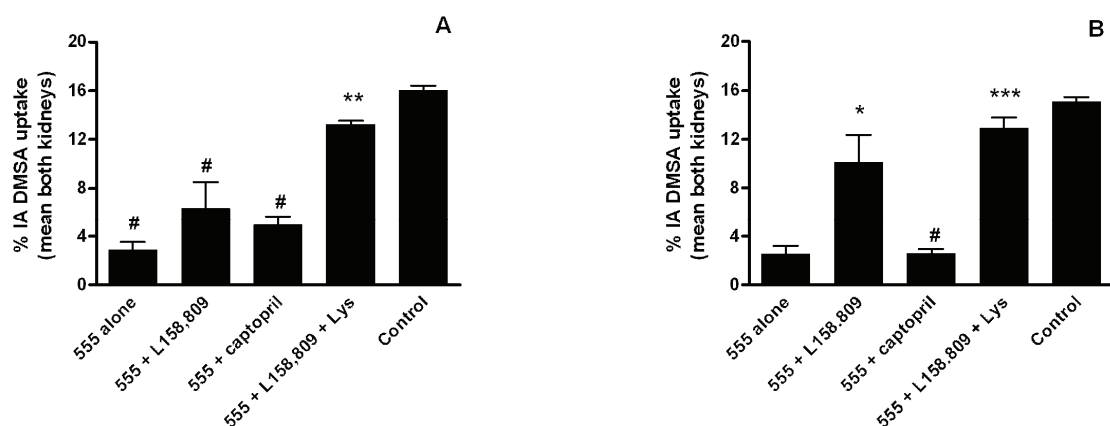 A
% IA DMSA uptake
(mean both kidneys)
20
16
12
8
4
0
#
#
#
**
555 alone
555 + L158,809
555 + captopril
555 + L158,809 + Lys
Control
B
% IA DMSA uptake
(mean both kidneys)
20
16
12
8
4
0
*
#
***
555 alone
555 + L158.809
555 + captopril
555 + L158.809 + Lys
Control